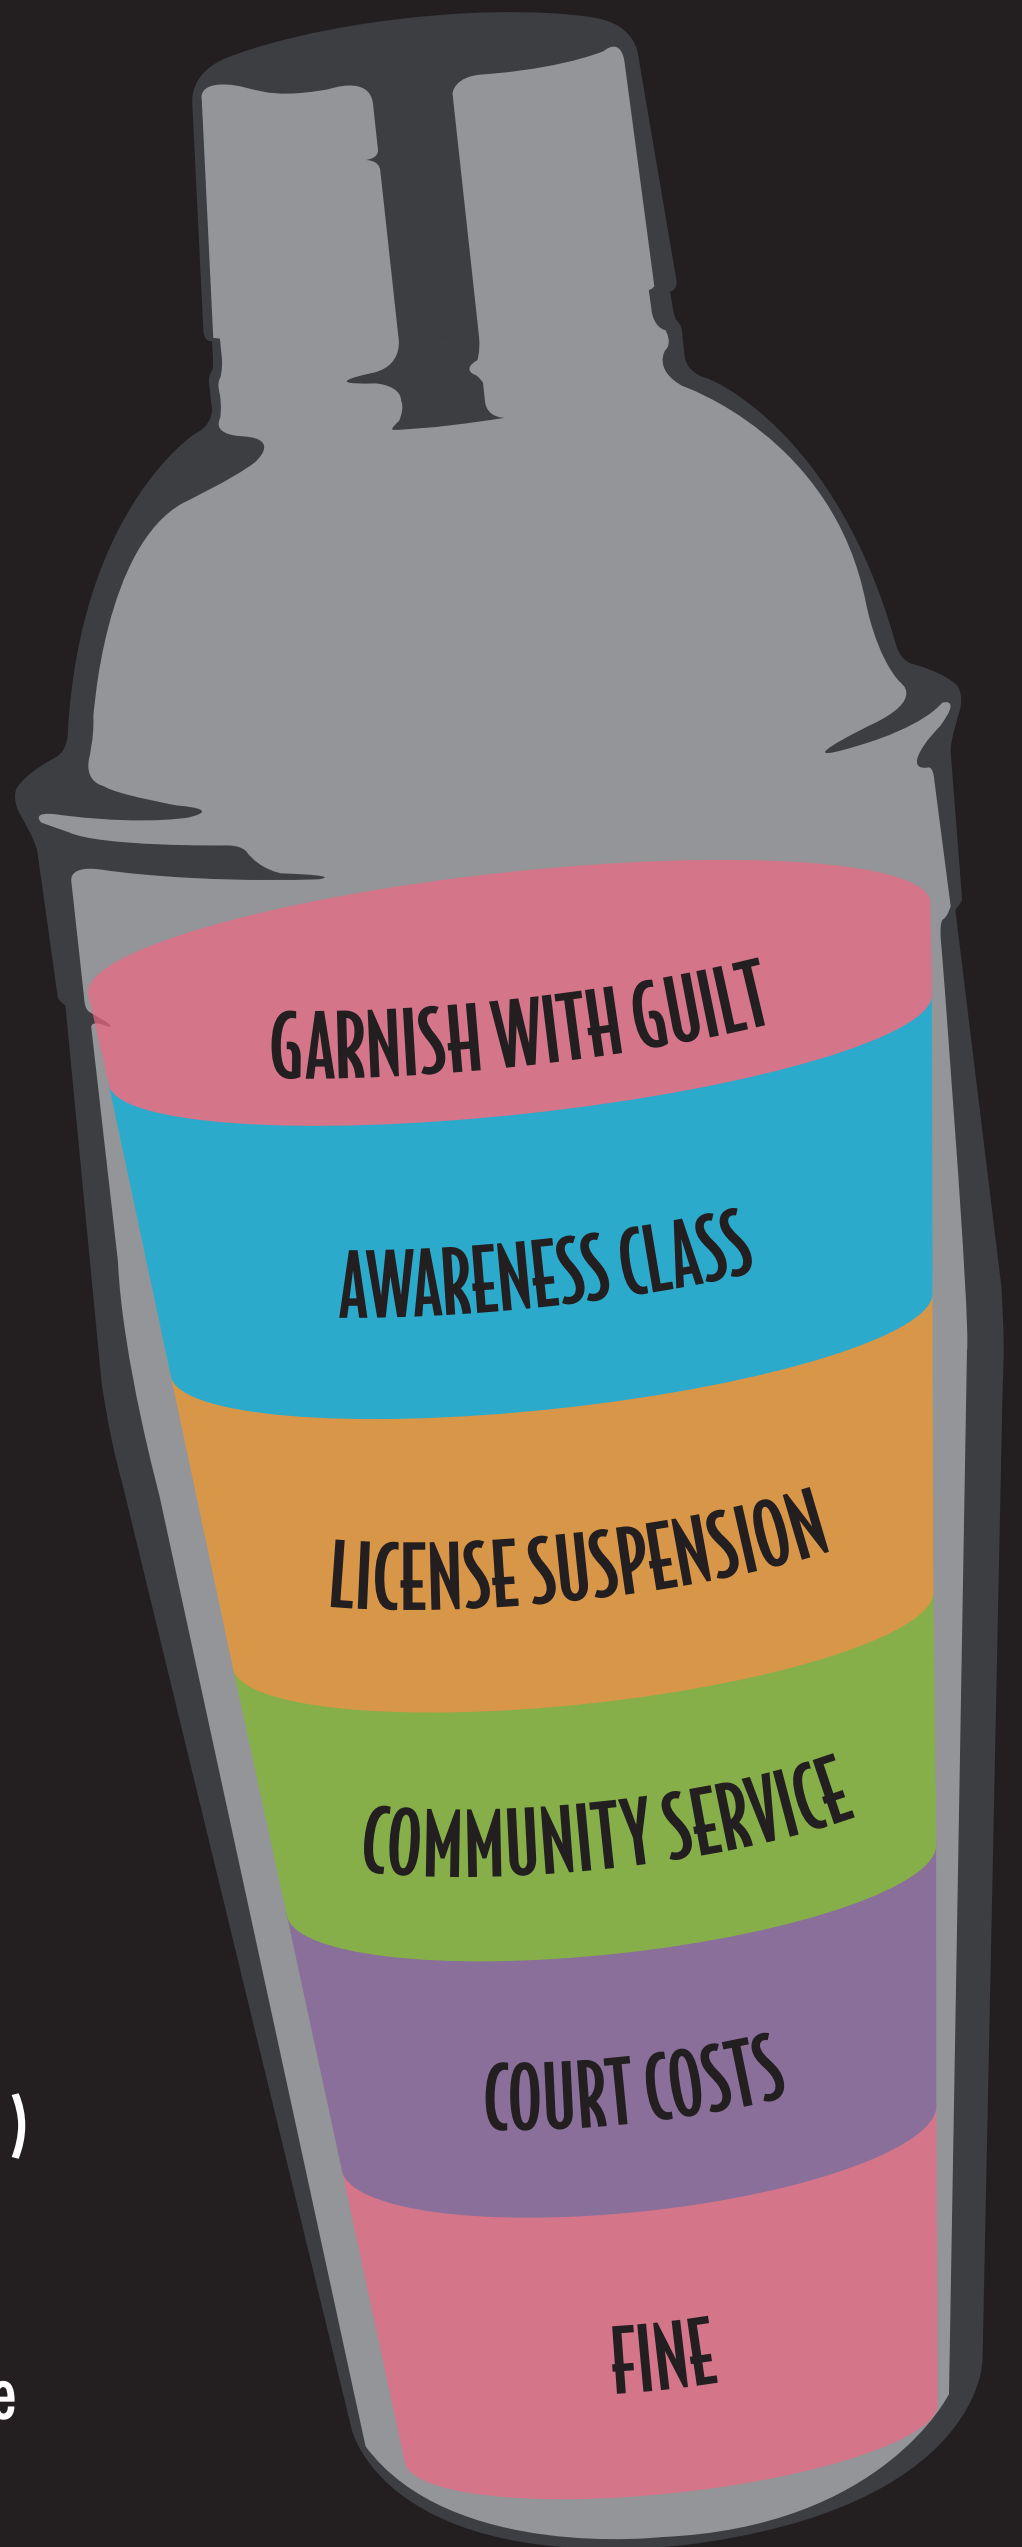 GARNISH WITH GUILT
AWARENESS CLASS
LICENSE SUSPENSION
COMMUNITY SERVICE
COURT COSTS
)
FINE
e